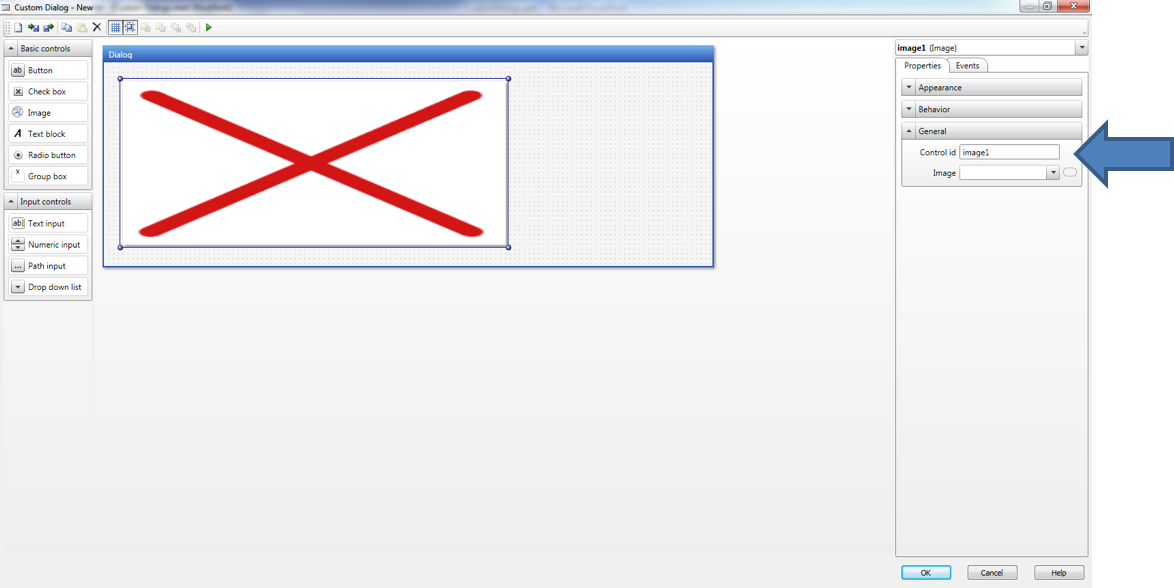 Custom Dialog - New
Basic controls
ab Button
Check box
Image
A Text block
Radio button
Group box
Input controls
ab| Text input
Numeric input
... Path input
Drop down list
Dialog
image1 (Image)
Properties Events
Appearance
Behavior
General
Control id image1
Image
OK Cancel Help